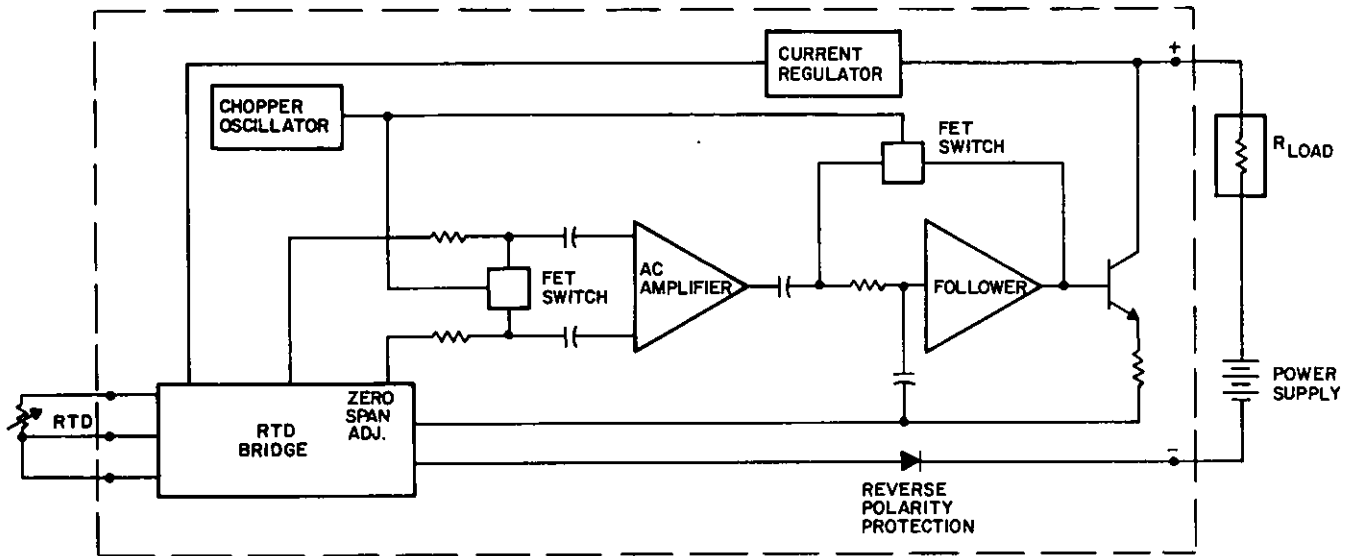 CURRENT
REGULATOR
+
CHOPPER
OSCILLATOR
FET
SWITCH
R LOAD
AC
AMPLIFIER
FET
SWITCH
FOLLOWER
POWER
SUPPLY
ZERO
SPAN
ADJ.
RTD
RTD
BRIDGE
-
REVERSE
POLARITY
PROTECTION